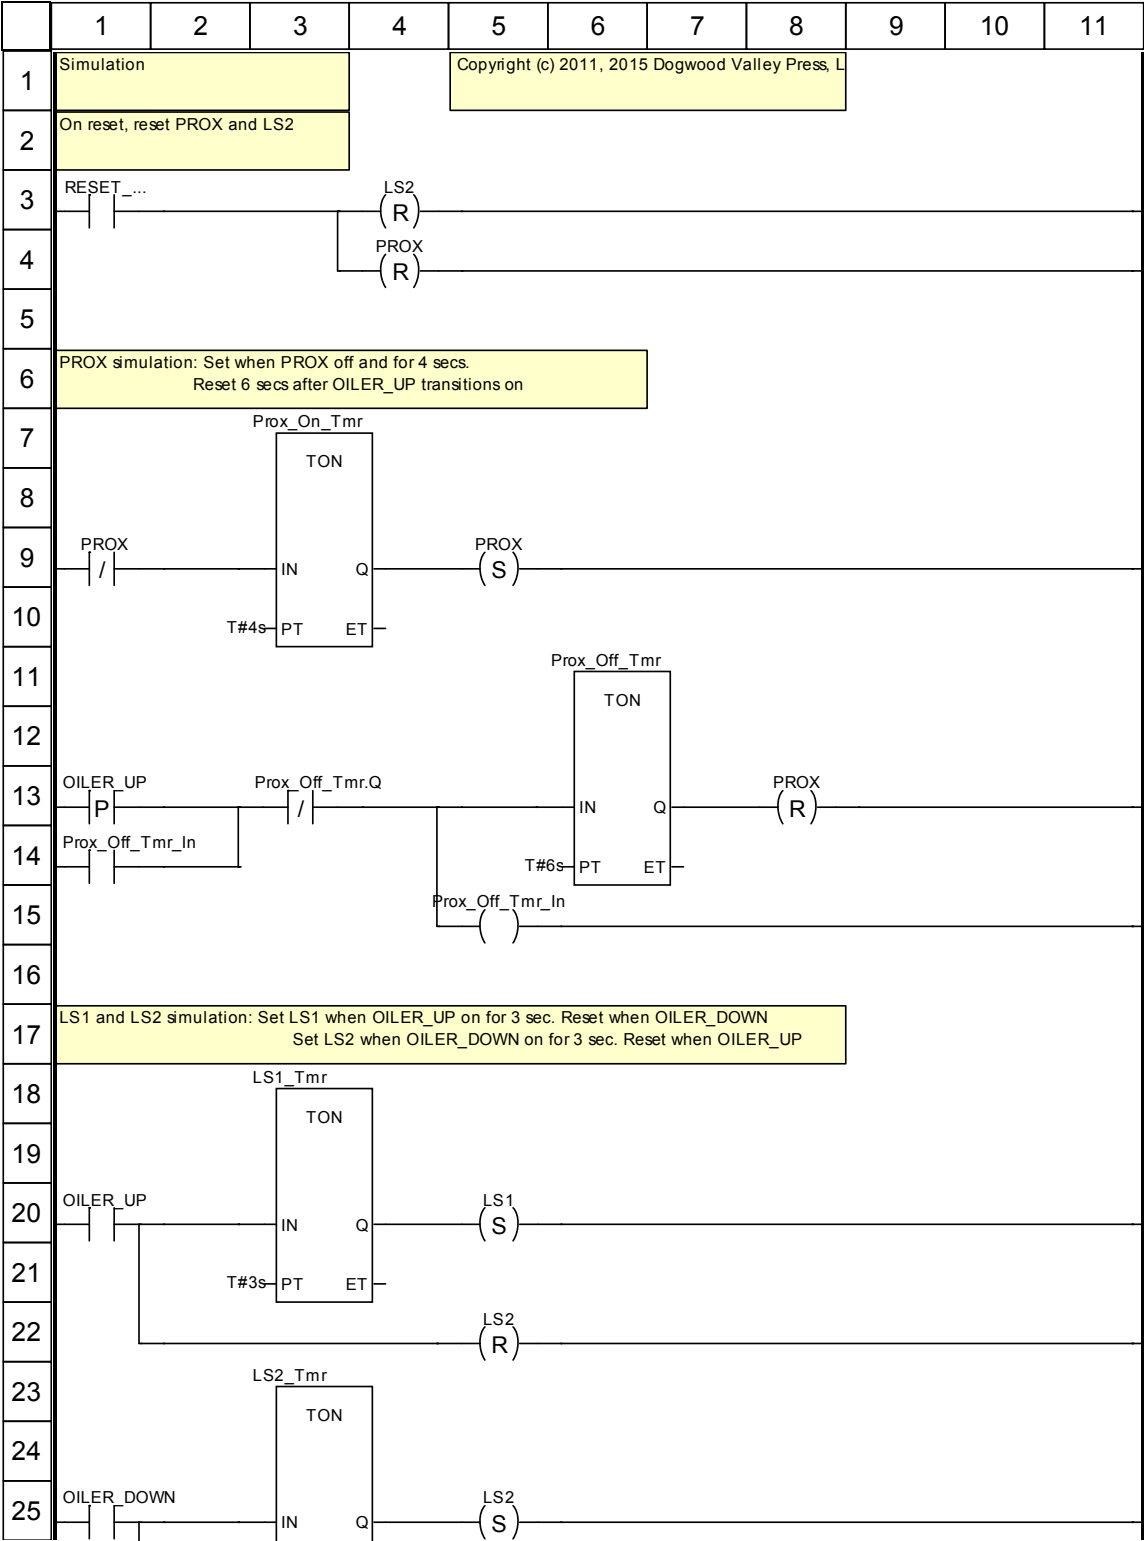 1 2 3 4 5 6 7 8 9 10 11
1
Simulation
Copyright (c) 2011, 2015 Dogwood Valley Press, L
2
On reset, reset PROX and LS2
3
RESET_...
LS2
R
4
PROX
R
5
6
PROX simulation: Set when PROX off and for 4 secs.
Reset 6 secs after OILER_UP transitions on
7
Prox_On_Tmr
TON
8
9
PROX
/
IN Q
PROX
S
10
T#4s PT ET
11
Prox_Off_Tmr
TON
12
13
OILER_UP
P
Prox_Off_Tmr.Q
/
IN Q
PROX
R
14
Prox_Off_Tmr_In
T#6s PT ET
15
Prox_Off_Tmr_In
16
17
LS1 and LS2 simulation: Set LS1 when OILER_UP on for 3 sec. Reset when OILER_DOWN
Set LS2 when OILER_DOWN on for 3 sec. Reset when OILER_UP
18
LS1_Tmr
TON
19
20
OILER_UP
IN Q
LS1
S
21
T#3s PT ET
22
LS2
R
23
LS2_Tmr
TON
24
25
OILER_DOWN
IN Q
LS2
S